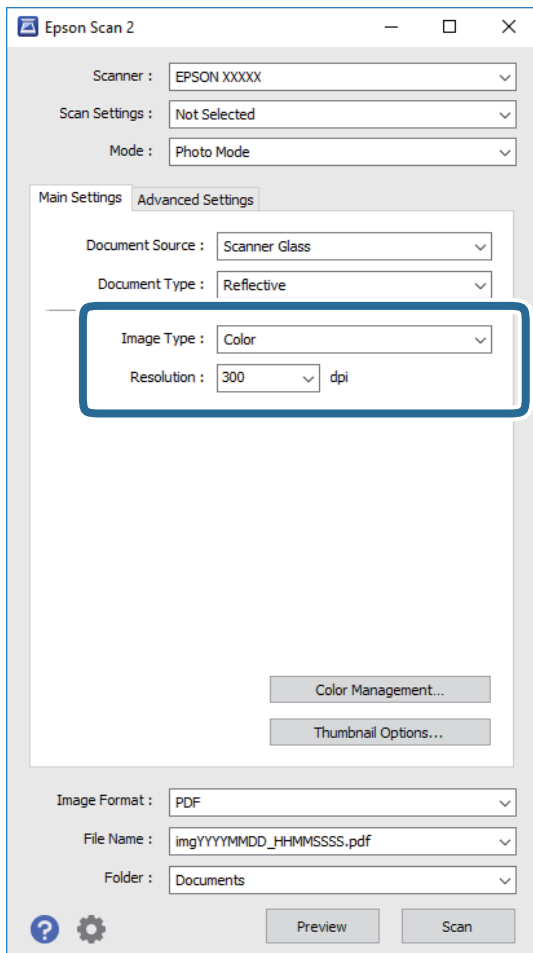 Epson Scan 2
Scanner : EPSON XXXXX
Scan Settings : Not Selected
Mode : Photo Mode
Main Settings Advanced Settings
Document Source : Scanner Glass
Document Type : Reflective
Image Type : Color
Resolution : 300 dpi
Color Management...
Thumbnail Options...
Image Format : PDF
File Name : imgYYYYMMDD_HHMMSSSS.pdf
Folder : Documents
? Preview Scan